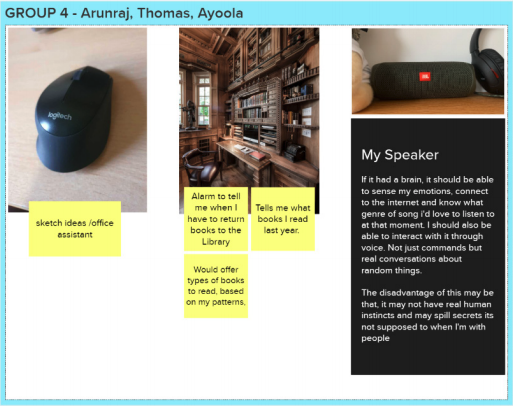 GROUP 4 - Arunraj, Thomas, Ayoola
logitech
sketch ideas /office
assistant
Alarm to tell
me when I
have to return
books to the
Library
Tells me what
books I read
last year.
Would offer
types of books
to read, based
on my patterns.
JBL
My Speaker
If it had a brain, it should be able
to sense my emotions, connect
to the internet and know what
genre of song i'd love to listen to
at that moment. I should also be
able to interact with it through
voice. Not just commands but
real conversations about
random things.
The disadvantage of this may be
that, it may not have real human
instincts and may spill secrets its
not supposed to when I'm with
people